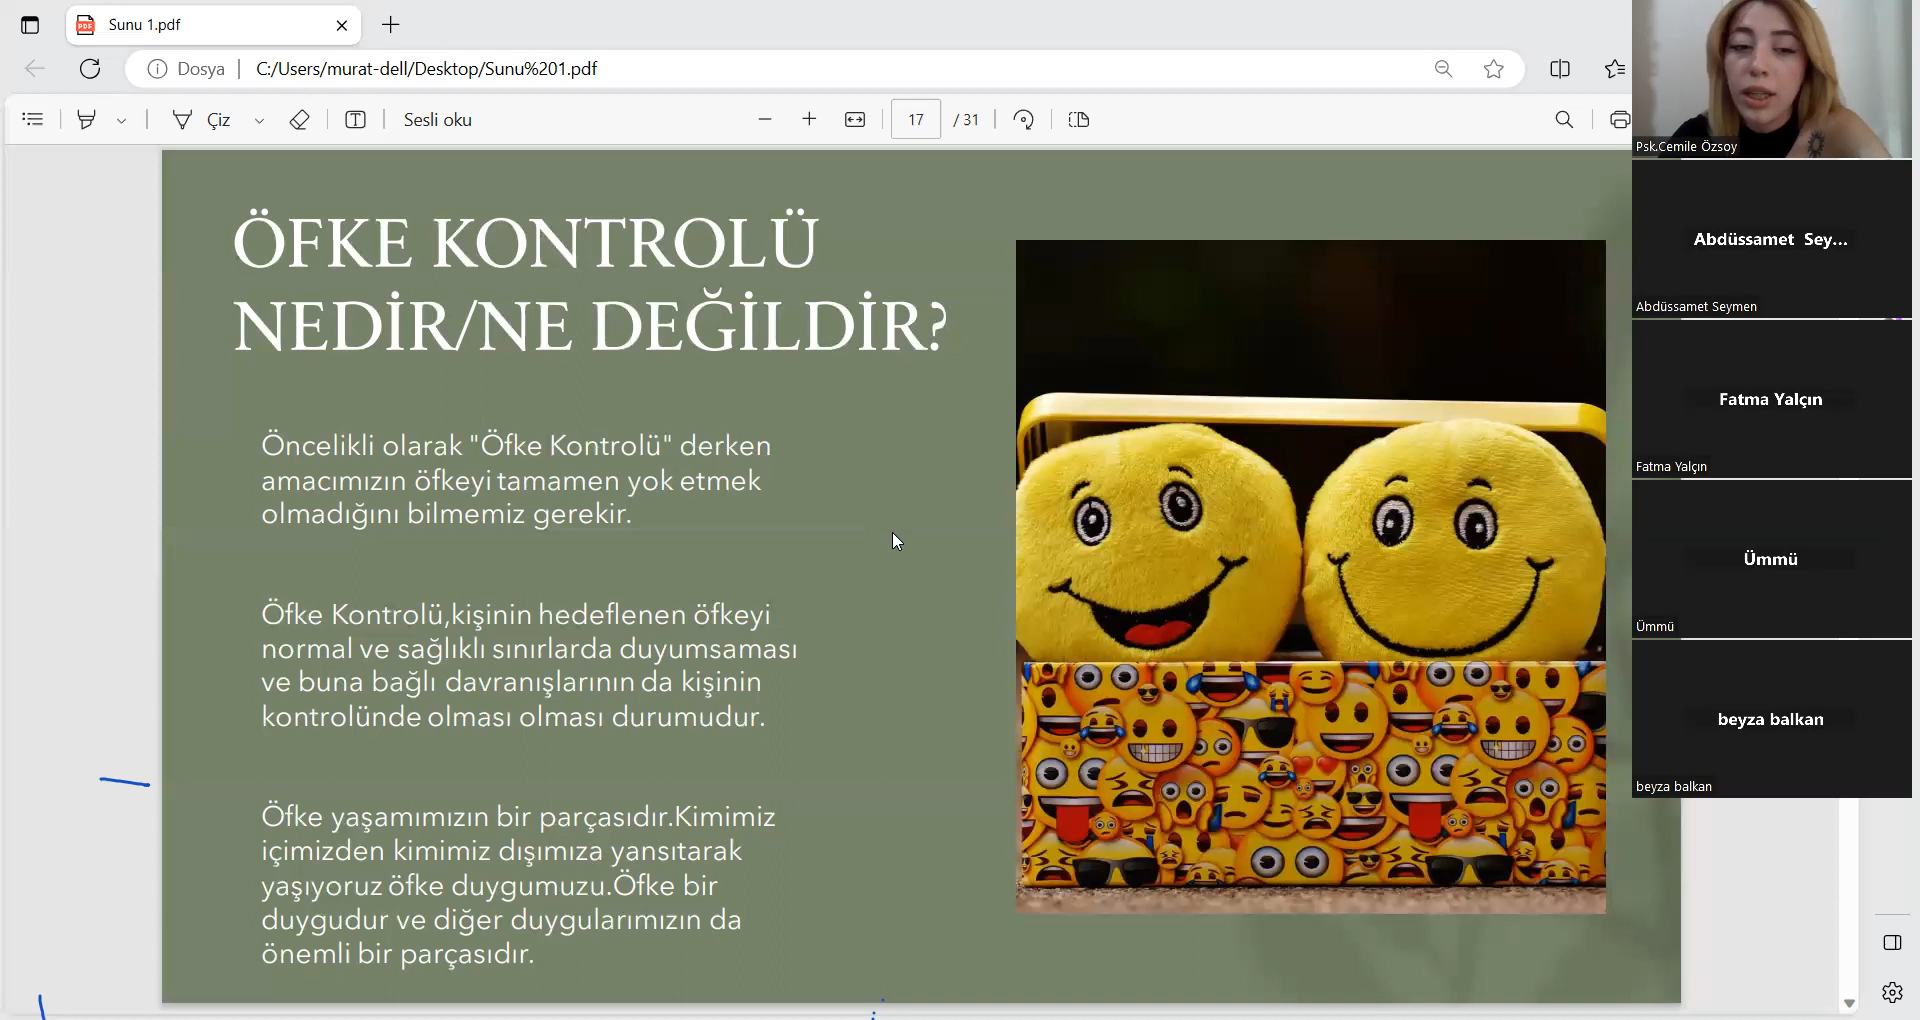 Sunu 1.pdf
Dosya
C:/Users/murat-dell/Desktop/Sunu%201.pdf
Çiz
Sesli oku
17
/ 31
ÖFKE KONTROLÜ
NEDİR/NE DEĞİLDİR?
Öncelikli olarak "Öfke Kontrolü" derken
amacımızın öfkeyi tamamen yok etmek
olmadığını bilmemiz gerekir.
Öfke Kontrolü,kişinin hedeflenen öfkeyi
normal ve sağlıklı sınırlarda duyumsaması
ve buna bağlı davranışlarının da kişinin
kontrolünde olması olması durumudur.
Öfke yaşamımızın bir parçasıdır.Kimimiz
içimizden kimimiz dışımıza yansıtarak
yaşıyoruz öfke duygumuzu.Öfke bir
duygudur ve diğer duygularımızın da
önemli bir parçasıdır.
Psk.Cemile Özsoy
Abdüssamet Sey...
Abdüssamet Seymen
Fatma Yalçın
Fatma Yalçın
Ümmü
Ümmü
beyza balkan
beyza balkan